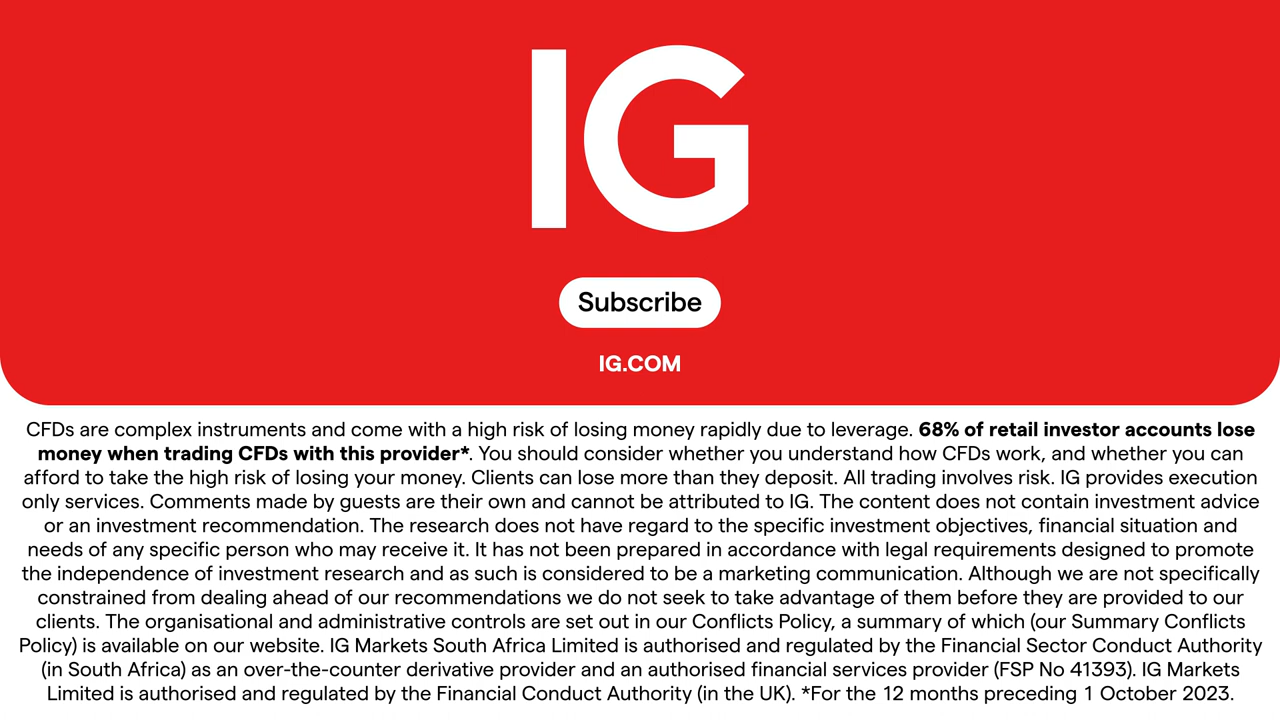 IG
Subscribe
IG.COM
CFDs are complex instruments and come with a high risk of losing money rapidly due to leverage. 68% of retail investor accounts lose
money when trading CFDs with this provider*. You should consider whether you understand how CFDs work, and whether you can
afford to take the high risk of losing your money. Clients can lose more than they deposit. All trading involves risk. IG provides execution
only services. Comments made by guests are their own and cannot be attributed to IG. The content does not contain investment advice
or an investment recommendation. The research does not have regard to the specific investment objectives, financial situation and
needs of any specific person who may receive it. It has not been prepared in accordance with legal requirements designed to promote
the independence of investment research and as such is considered to be a marketing communication. Although we are not specifically
constrained from dealing ahead of our recommendations we do not seek to take advantage of them before they are provided to our
clients. The organisational and administrative controls are set out in our Conflicts Policy, a summary of which (our Summary Conflicts
Policy) is available on our website. IG Markets South Africa Limited is authorised and regulated by the Financial Sector Conduct Authority
(in South Africa) as an over-the-counter derivative provider and an authorised financial services provider (FSP No 41393). IG Markets
Limited is authorised and regulated by the Financial Conduct Authority (in the UK). *For the 12 months preceding 1 October 2023.